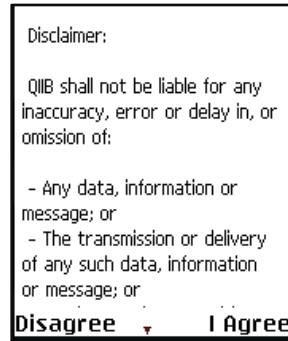 Disclaimer:
QIIB shall not be liable for any
inaccuracy, error or delay in, or
omission of:
- Any data, information or
message; or
- The transmission or delivery
of any such data, information
or message; or
Disagree I Agree